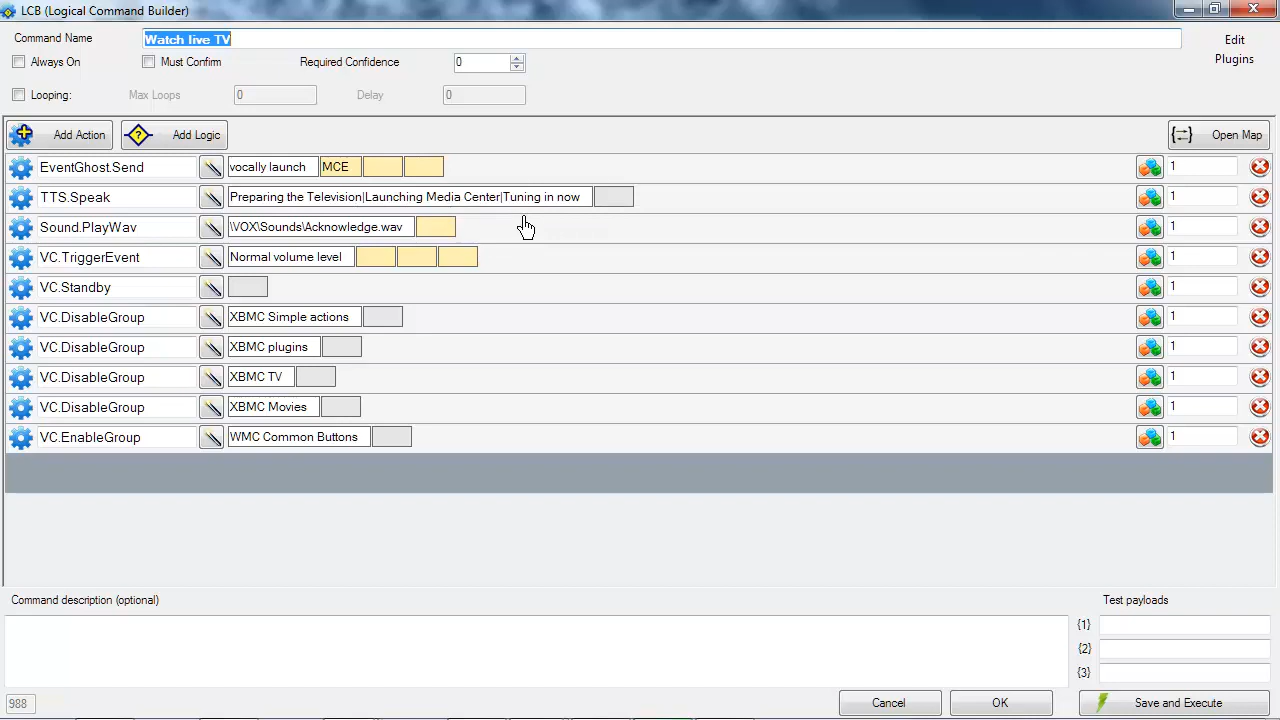 LCB (Logical Command Builder)
Command Name Watch live TV Edit
Always On Must Confirm Required Confidence 0 Plugins
Looping: Max Loops 0 Delay 0
Add Action Add Logic Open Map
EventGhost.Send vocally launch MCE 1
TTS.Speak Preparing the Television|Launching Media Center|Tuning in now 1
Sound.PlayWav \VOX\Sounds\Acknowledge.wav 1
VC.TriggerEvent Normal volume level 1
VC.Standby 1
VC.DisableGroup XBMC Simple actions 1
VC.DisableGroup XBMC plugins 1
VC.DisableGroup XBMC TV 1
VC.DisableGroup XBMC Movies 1
VC.EnableGroup WMC Common Buttons 1
Command description (optional) Test payloads
{1}
{2}
{3}
988 Cancel OK Save and Execute